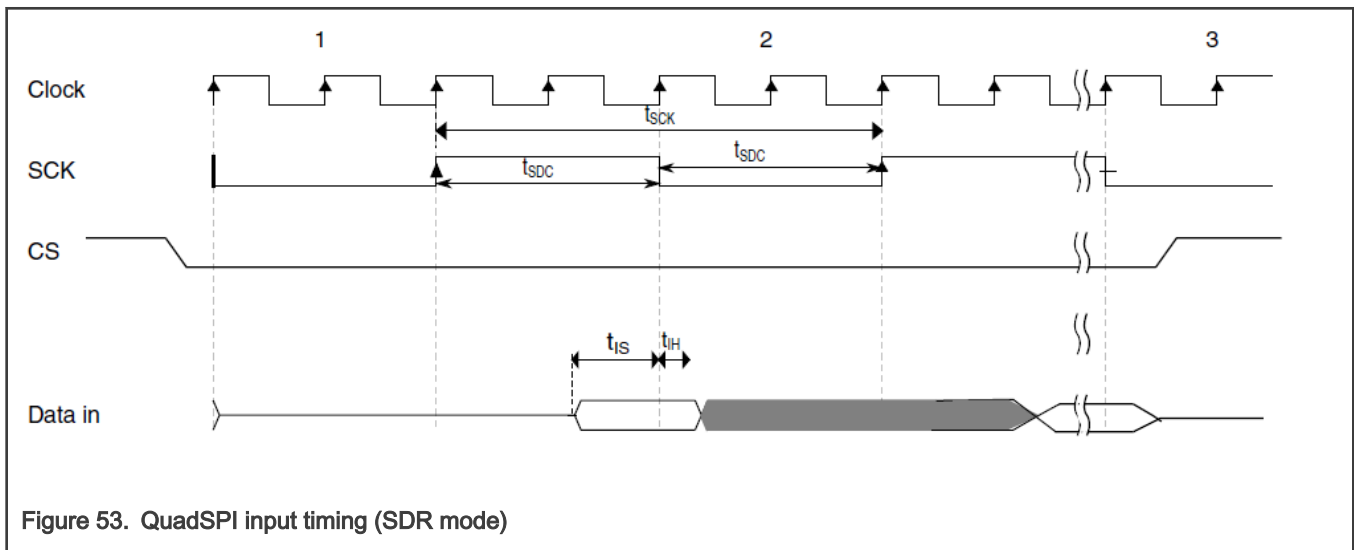 1 2 3
Clock
tSCK
SCK
tSDC
tSDC
CS
tIS
tIH
Data in
Figure 53. QuadSPI input timing (SDR mode)